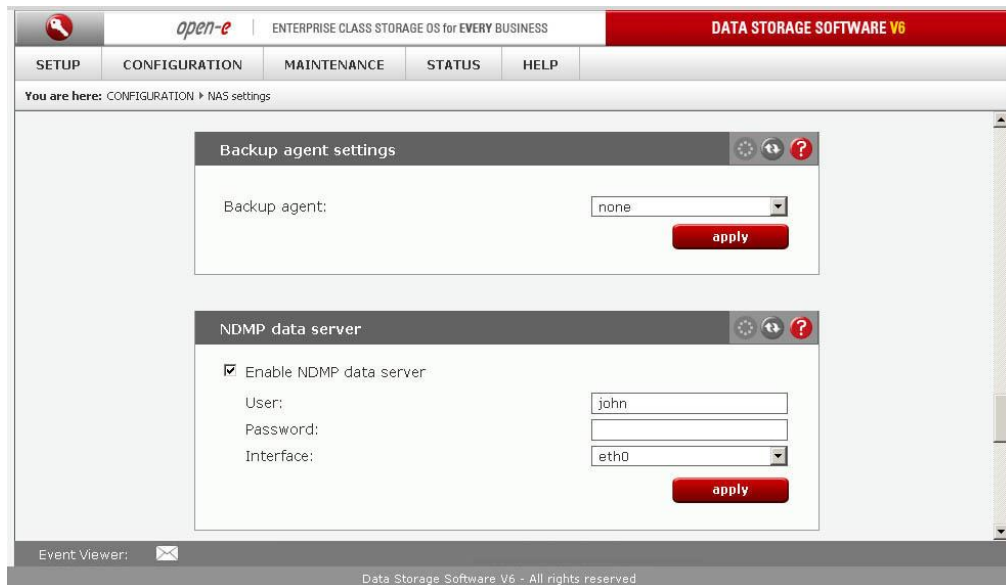 open-e ENTERPRISE CLASS STORAGE OS for EVERY BUSINESS DATA STORAGE SOFTWARE V6
SETUP CONFIGURATION MAINTENANCE STATUS HELP
You are here: CONFIGURATION ▸ NAS settings
Backup agent settings ?
Backup agent: none
apply
NDMP data server ?
Enable NDMP data server
User: john
Password:
Interface: eth0
apply
Event Viewer:
Data Storage Software V6 - All rights reserved